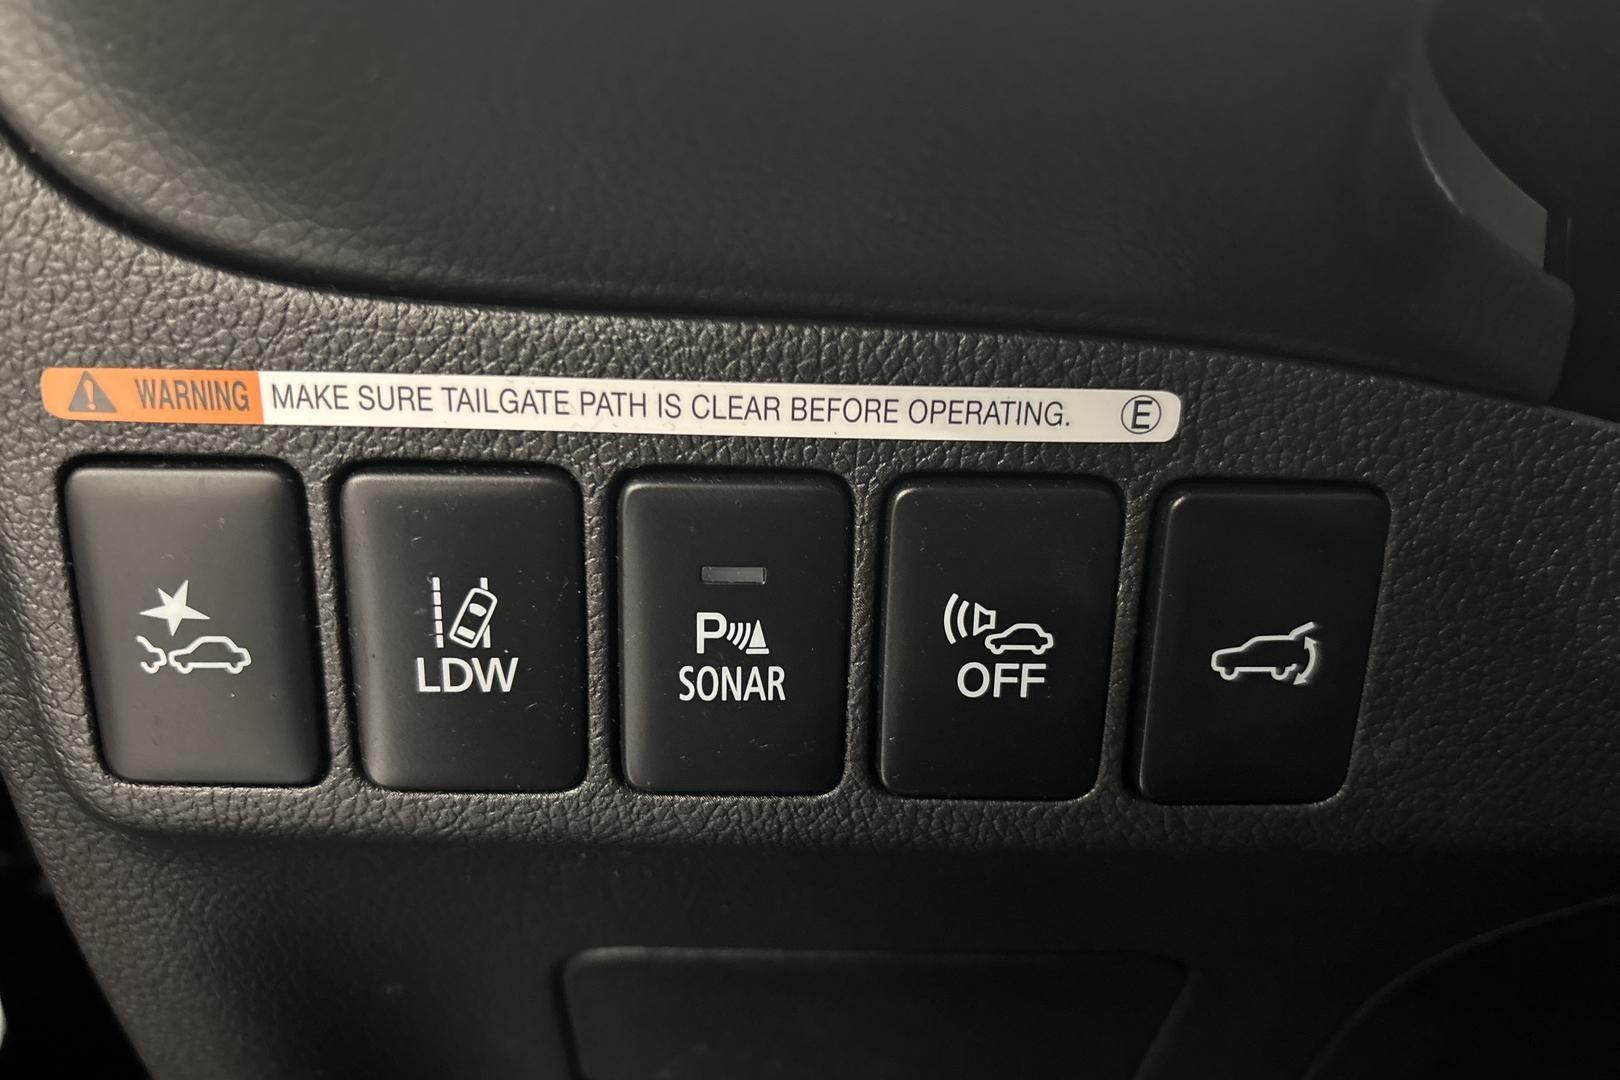 WARNING MAKE SURE TAILGATE PATH IS CLEAR BEFORE OPERATING. E
LDW
P
SONAR
OFF